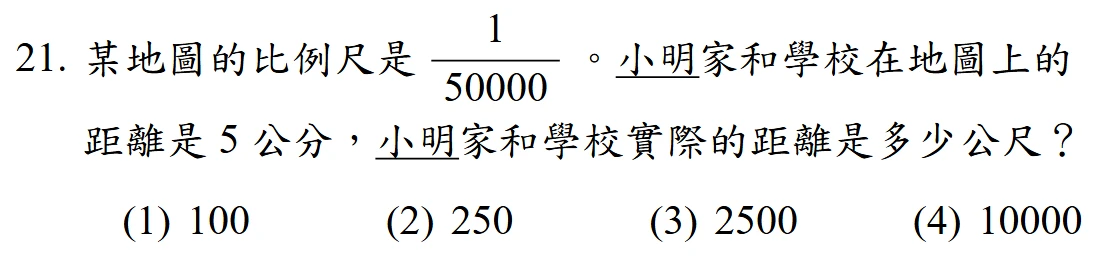 21. 某地圖的比例尺是 1/50000 。小明家和學校在地圖上的
距離是 5 公分，小明家和學校實際的距離是多少公尺？
(1) 100 (2) 250 (3) 2500 (4) 10000